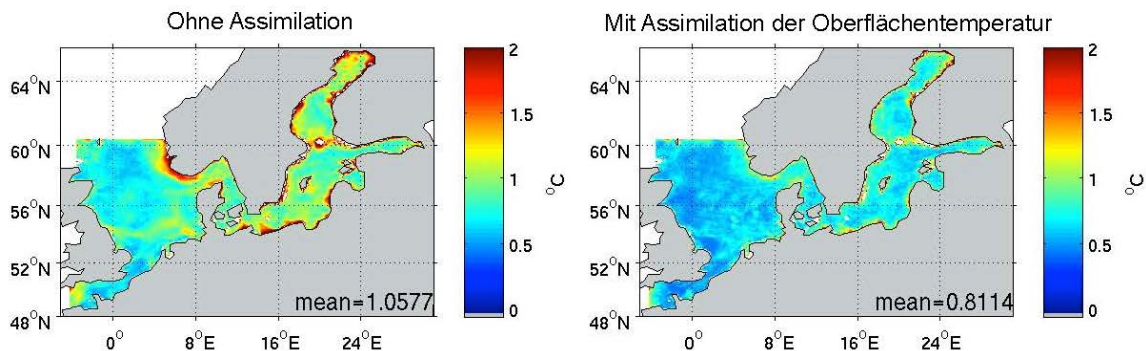 Ohne Assimilation
64°N
60°N
56°N
52°N
48°N
0°
8°E
16°E
24°E
mean=1.0577
2
1.5
1
0.5
0
°C
Mit Assimilation der Oberflächentemperatur
64°N
60°N
56°N
52°N
48°N
0°
8°E
16°E
24°E
mean=0.8114
2
1.5
1
0.5
0
°C